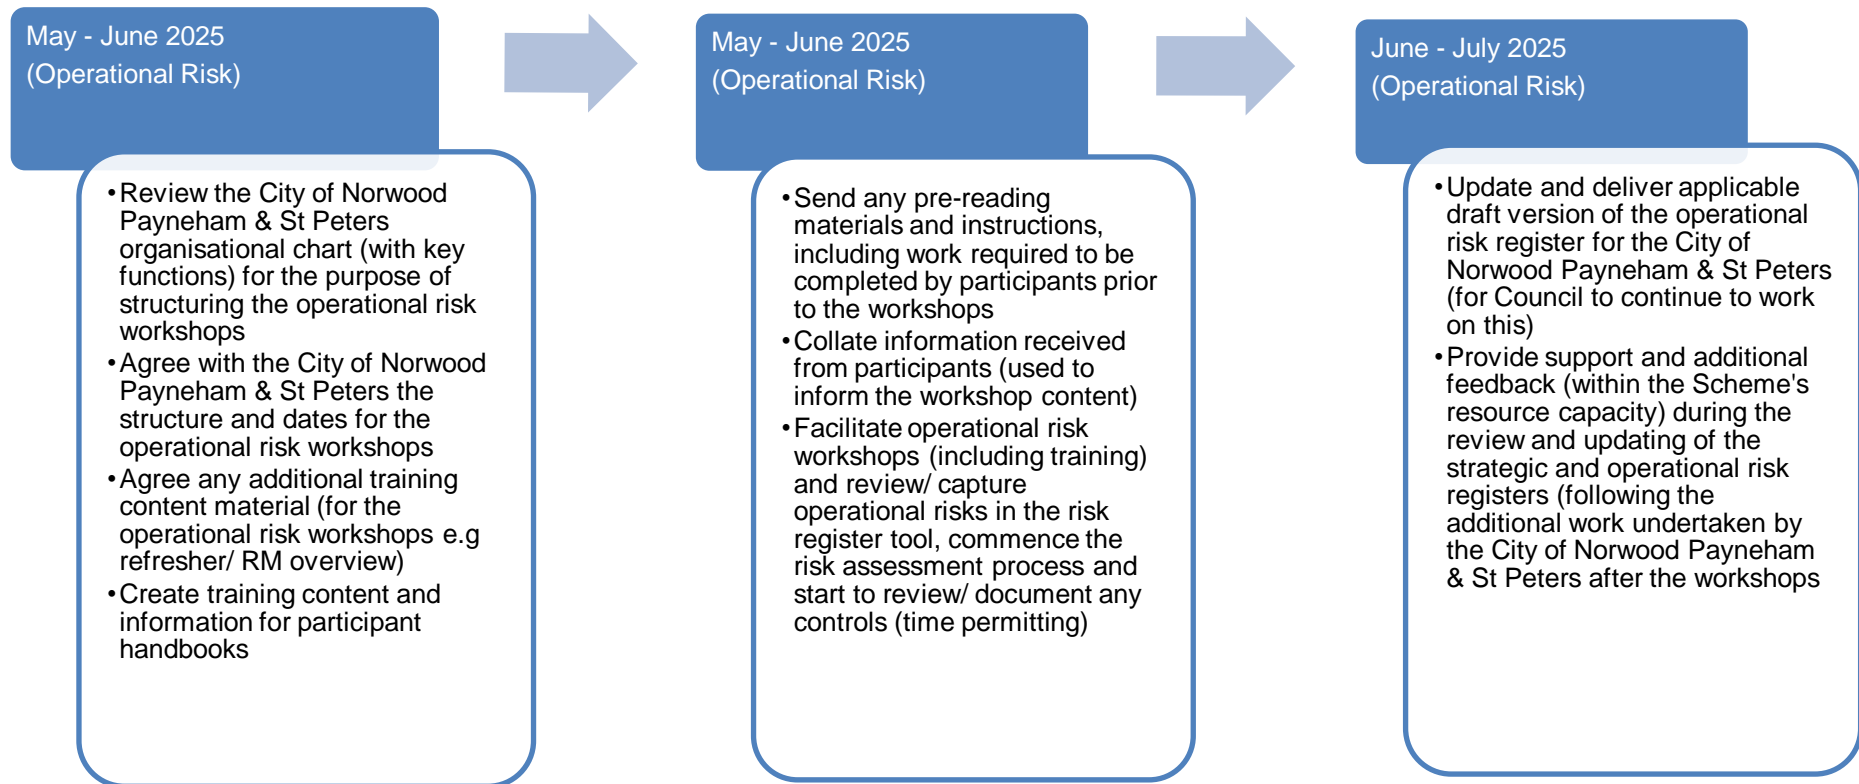 May - June 2025
(Operational Risk)
•Review the City of Norwood
Payneham & St Peters
organisational chart (with key
functions) for the purpose of
structuring the operational risk
workshops
•Agree with the City of Norwood
Payneham & St Peters the
structure and dates for the
operational risk workshops
•Agree any additional training
content material (for the
operational risk workshops e.g
refresher/ RM overview)
•Create training content and
information for participant
handbooks
May - June 2025
(Operational Risk)
•Send any pre-reading
materials and instructions,
including work required to be
completed by participants prior
to the workshops
•Collate information received
from participants (used to
inform the workshop content)
•Facilitate operational risk
workshops (including training)
and review/ capture
operational risks in the risk
register tool, commence the
risk assessment process and
start to review/ document any
controls (time permitting)
June - July 2025
(Operational Risk)
•Update and deliver applicable
draft version of the operational
risk register for the City of
Norwood Payneham & St Peters
(for Council to continue to work
on this)
•Provide support and additional
feedback (within the Scheme's
resource capacity) during the
review and updating of the
strategic and operational risk
registers (following the
additional work undertaken by
the City of Norwood Payneham
& St Peters after the workshops